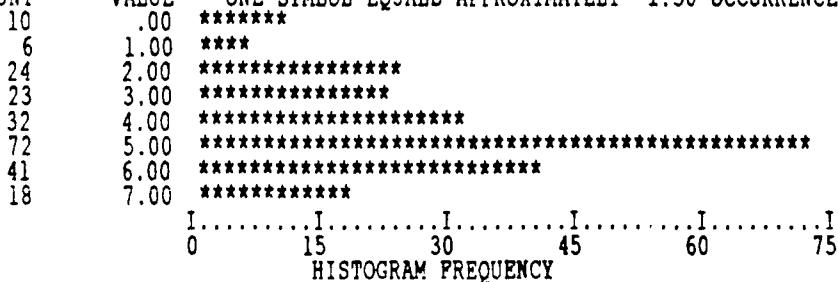 UNT VALUE ONE SYMBOL EQUALS APPROXIMATELY 1.50 OCCURRENCE
10 .00 *******
6 1.00 ****
24 2.00 ****************
23 3.00 ***************
32 4.00 *********************
72 5.00 ************************************************
41 6.00 ***************************
18 7.00 ************
I.........I.........I.........I.........I.........I
0 15 30 45 60 75
HISTOGRAM FREQUENCY